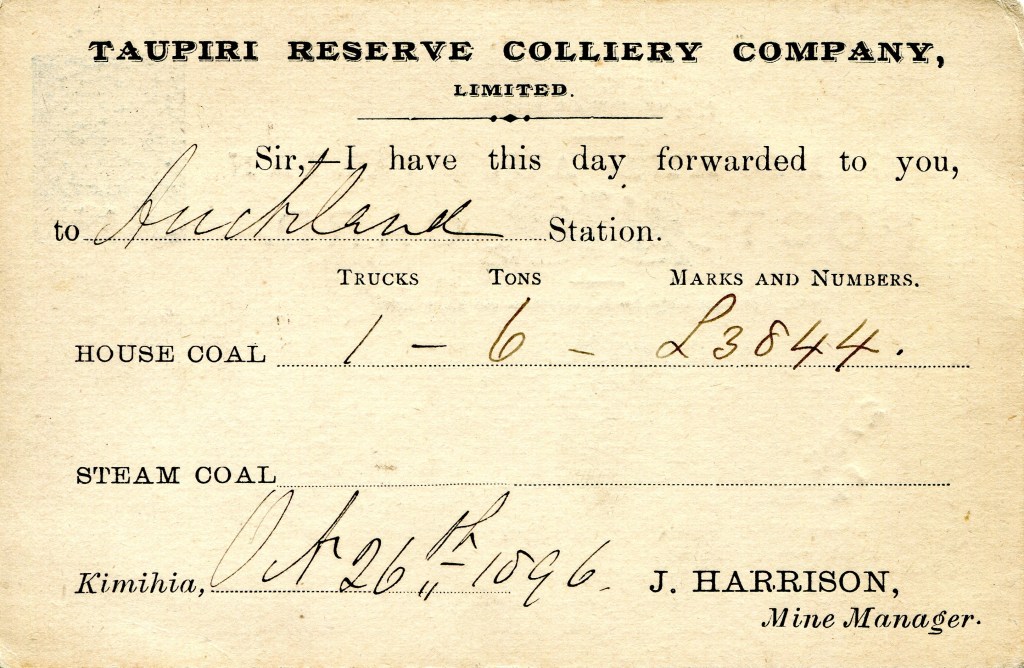 TAUPIRI RESERVE COLLIERY COMPANY,
LIMITED.
Sir,—I have this day forwarded to you,
to Auckland Station.
TRUCKS TONS MARKS AND NUMBERS.
HOUSE COAL 1 – 6 – L3844.
STEAM COAL
Kimihia, Oct 26th 1896. J. HARRISON,
Mine Manager.